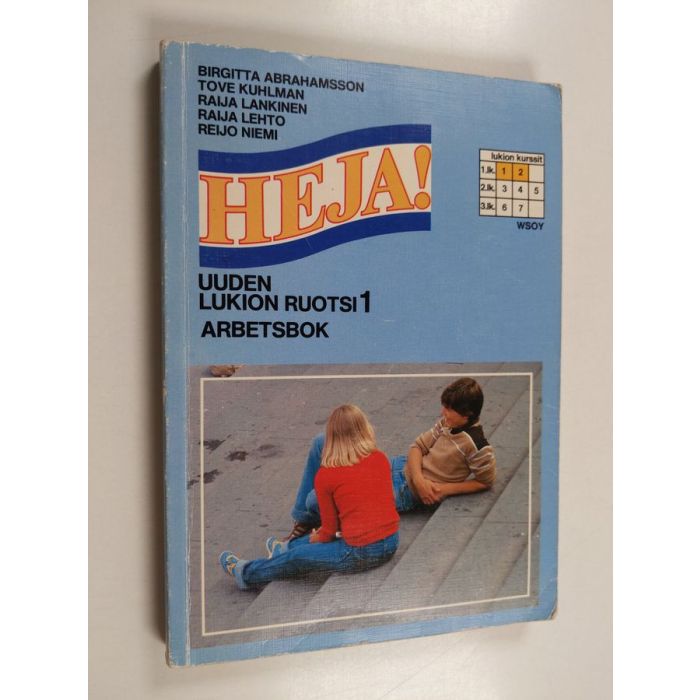 BIRGITTA ABRAHAMSSON
TOVE KUHLMAN
RAIJA LANKINEN
RAIJA LEHTO
REIJO NIEMI
HEJA!
lukion kurssit
1.lk. 1 2
2.lk. 3 4 5
3.lk. 6 7
WSOY
UUDEN
LUKION RUOTSI 1
ARBETSBOK